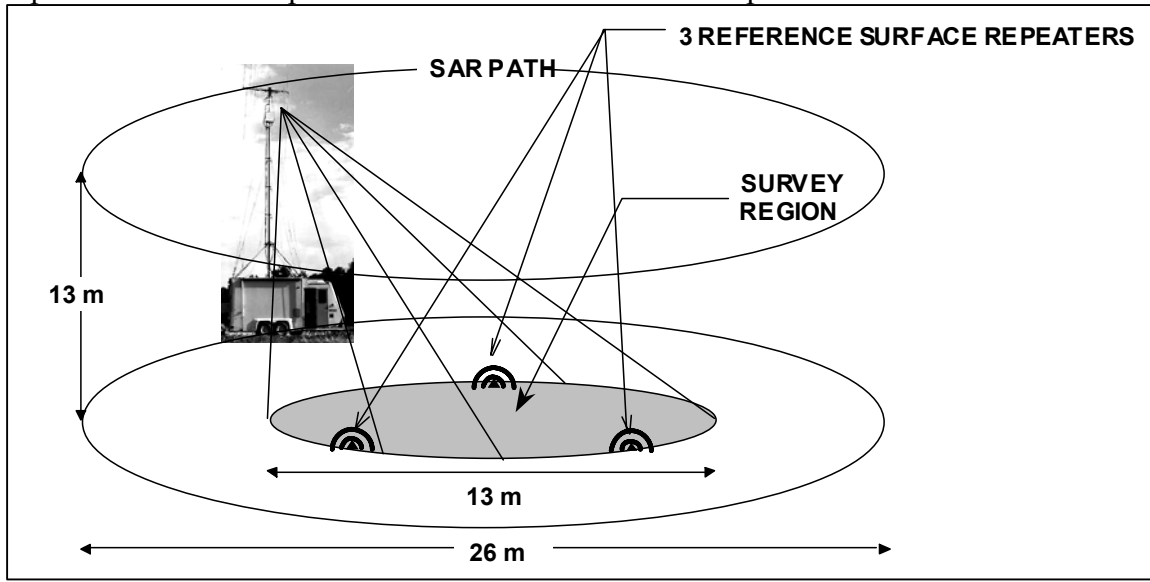 3 REFERENCE SURFACE REPEATERS
SAR PATH
SURVEY
REGION
13 m
13 m
26 m